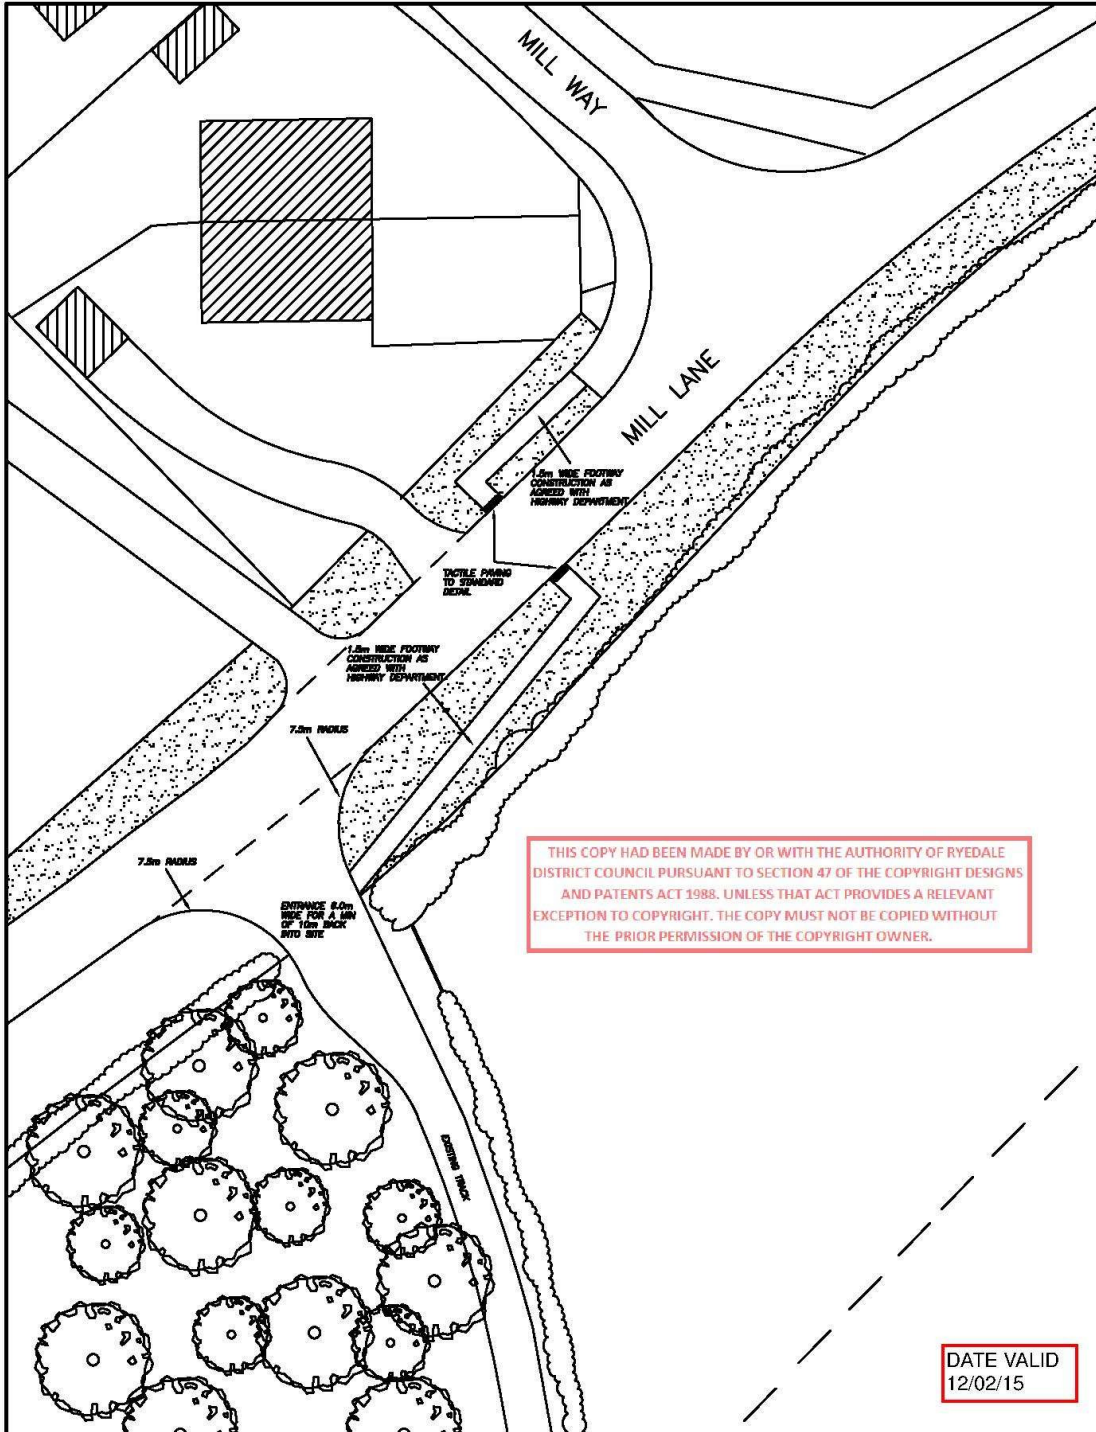 MILL WAY
MILL LANE
1.5m WIDE FOOTWAY
CONSTRUCTION AS
AGREED WITH
HIGHWAY DEPARTMENT
TACTILE PAVING
TO STANDARD
DETAIL
1.5m WIDE FOOTWAY
CONSTRUCTION AS
AGREED WITH
HIGHWAY DEPARTMENT
7.5m RADIUS
7.5m RADIUS
ENTRANCE 6.0m
WIDE FOR A MIN
OF 10m BACK
INTO SITE
THIS COPY HAD BEEN MADE BY OR WITH THE AUTHORITY OF RYEDALE
DISTRICT COUNCIL PURSUANT TO SECTION 47 OF THE COPYRIGHT DESIGNS
AND PATENTS ACT 1988. UNLESS THAT ACT PROVIDES A RELEVANT
EXCEPTION TO COPYRIGHT. THE COPY MUST NOT BE COPIED WITHOUT
THE PRIOR PERMISSION OF THE COPYRIGHT OWNER.
EXISTING TRACK
DATE VALID
12/02/15